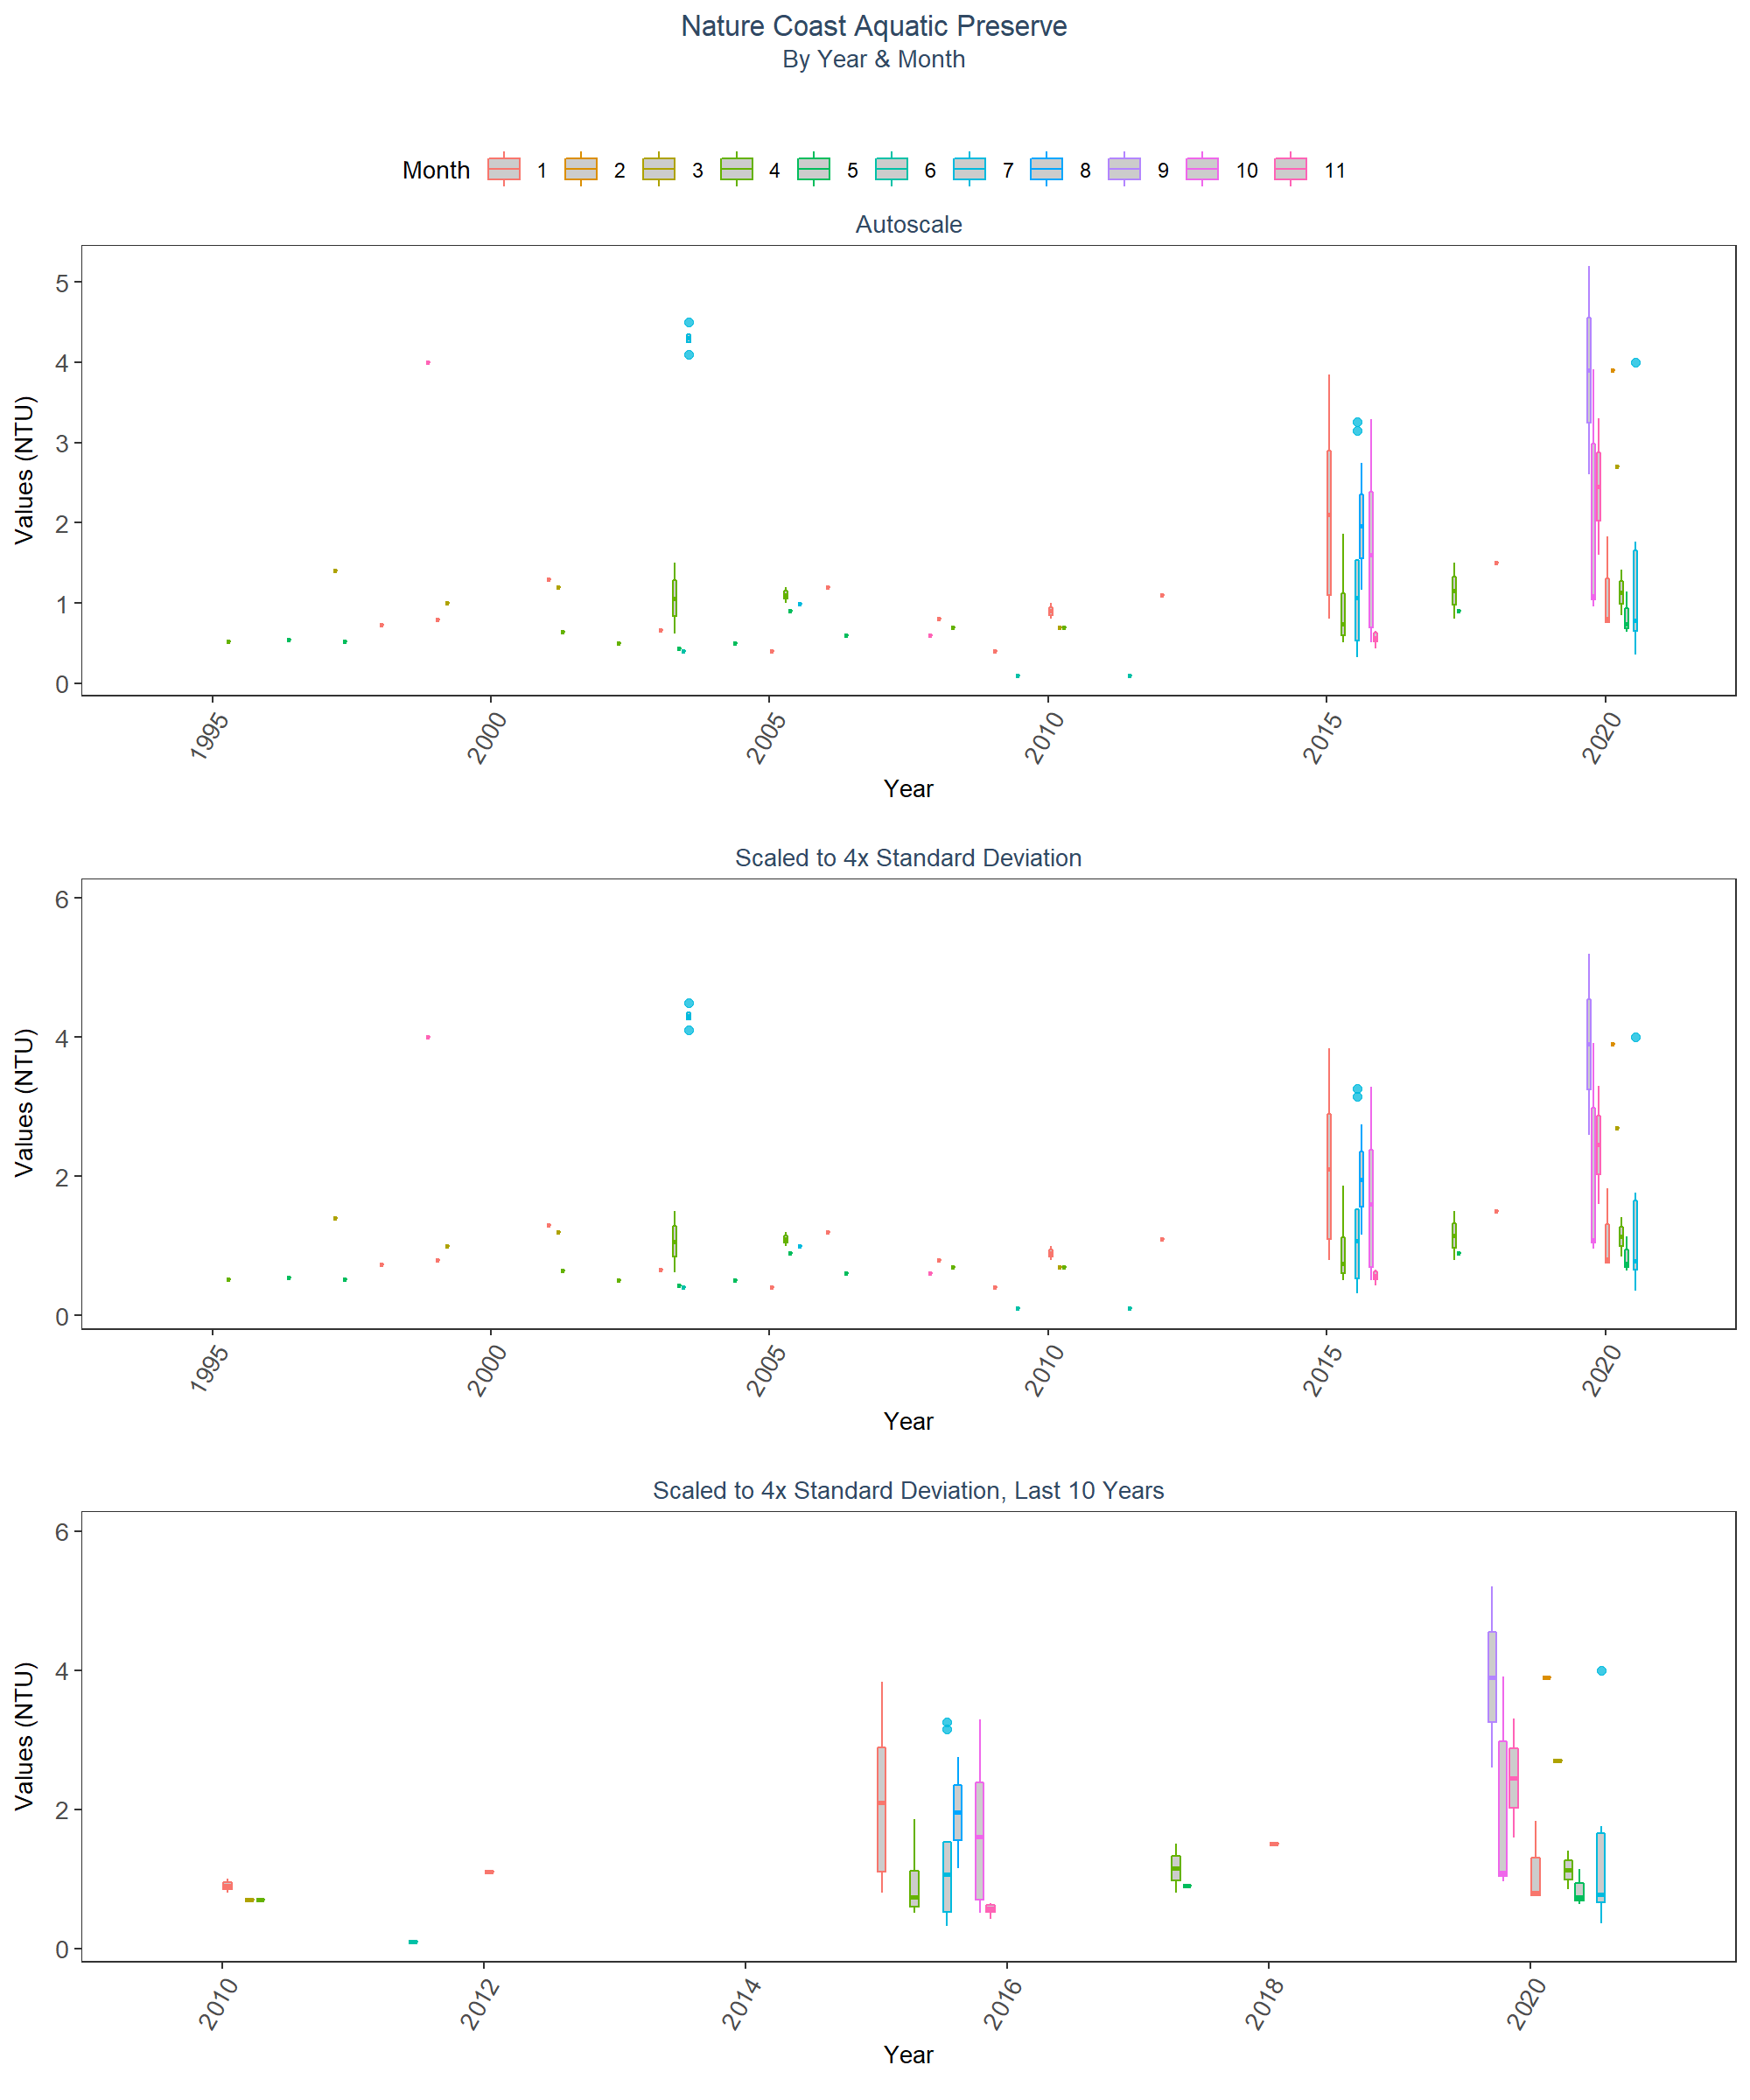 Nature Coast Aquatic Preserve
By Year & Month
Month 1 2 3 4 5 6 7 8 9 10 11
Autoscale
Values (NTU)
5
4
3
2
1
0
1995 2000 2005 2010 2015 2020
Year
Scaled to 4x Standard Deviation
Values (NTU)
6
4
2
0
1995 2000 2005 2010 2015 2020
Year
Scaled to 4x Standard Deviation, Last 10 Years
Values (NTU)
6
4
2
0
2010 2012 2014 2016 2018 2020
Year